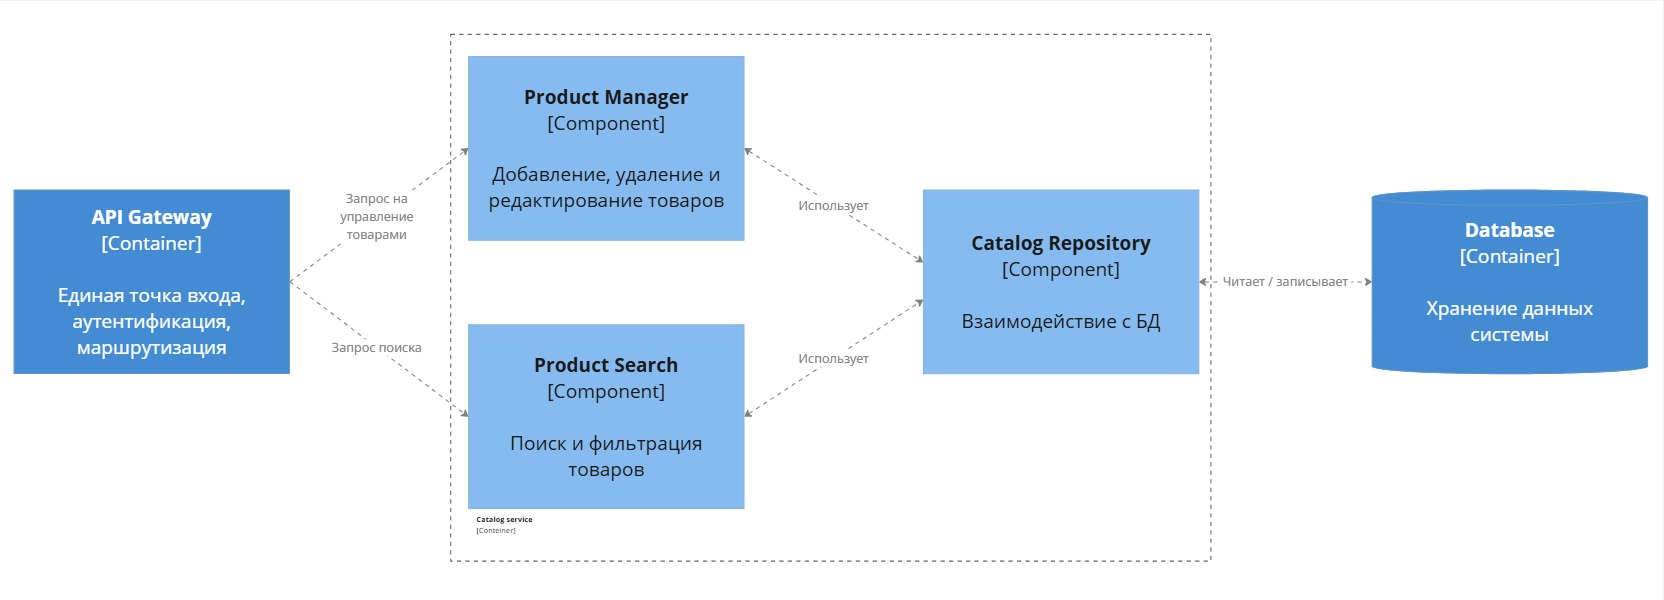 API Gateway
[Container]
Единая точка входа,
аутентификация,
маршрутизация
Запрос на
управление
товарами
Запрос поиска
Product Manager
[Component]
Добавление, удаление и
редактирование товаров
Product Search
[Component]
Поиск и фильтрация
товаров
Catalog service
[Conteiner]
Использует
Использует
Catalog Repository
[Component]
Взаимодействие с БД
Читает / записывает
Database
[Container]
Хранение данных
системы